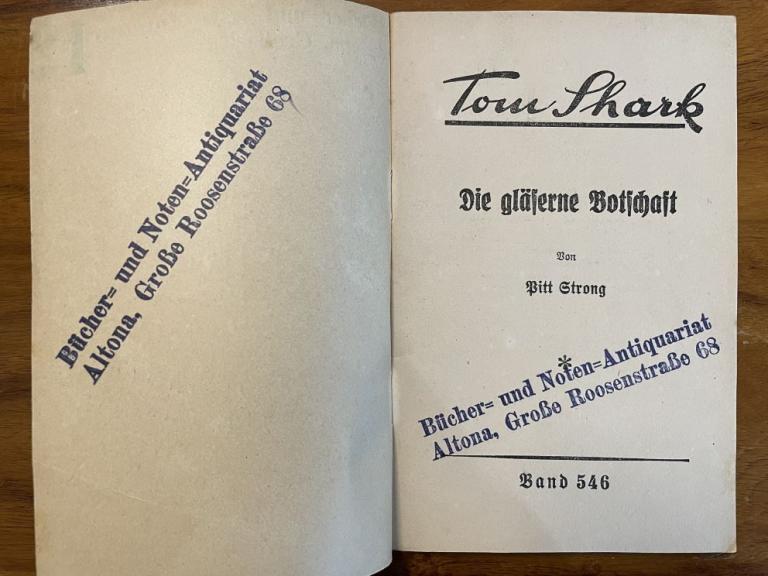 Bücher= und Noten=Antiquariat
Altona, Große Roosenstraße 68
Tom Shark
Die gläserne Botschaft
Von
Pitt Strong
*
Bücher= und Noten=Antiquariat
Altona, Große Roosenstraße 68
Band 546